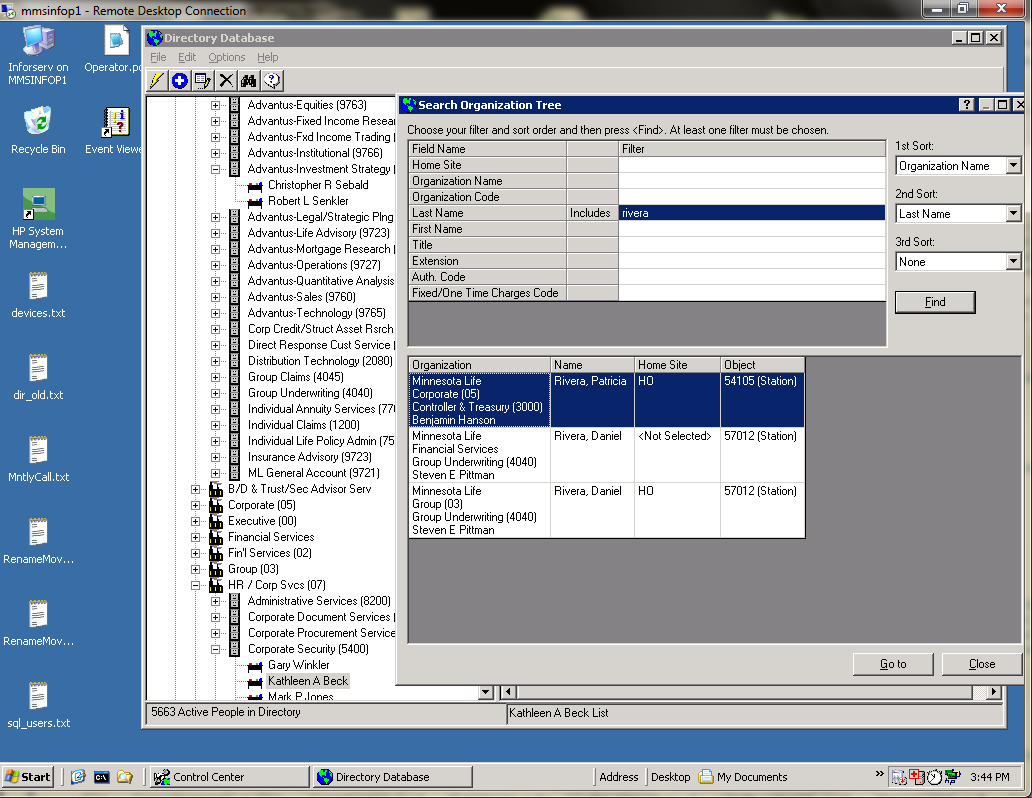 mmsinfop1 - Remote Desktop Connection
Inforserv on
MMSINFOP1
Operator.pc
Recycle Bin
Event Viewe
HP System
Managem...
devices.txt
dir_old.txt
MntlyCall.txt
RenameMov...
RenameMov...
sql_users.txt
Directory Database
File Edit Options Help
Advantus-Equities (9763)
Advantus-Fixed Income Resea
Advantus-Fxd Income Trading
Advantus-Institutional (9766)
Advantus-Investment Strategy
Christopher R Sebald
Robert L Senkler
Advantus-Legal/Strategic Plng
Advantus-Life Advisory (9723)
Advantus-Mortgage Research
Advantus-Operations (9727)
Advantus-Quantitative Analysis
Advantus-Sales (9760)
Advantus-Technology (9765)
Corp Credit/Struct Asset Rsrch
Direct Response Cust Service
Distribution Technology (2080)
Group Claims (4045)
Group Underwriting (4040)
Individual Annuity Services (77
Individual Claims (1200)
Individual Life Policy Admin (75
Insurance Advisory (9723)
ML General Account (9721)
B/D & Trust/Sec Advisor Serv
Corporate (05)
Executive (00)
Financial Services
Fin'l Services (02)
Group (03)
HR / Corp Svcs (07)
Administrative Services (8200)
Corporate Document Services
Corporate Procurement Service
Corporate Security (5400)
Gary Winkler
Kathleen A Beck
Mark P Jones
5663 Active People in Directory
Kathleen A Beck List
Search Organization Tree
Choose your filter and sort order and then press <Find>. At least one filter must be chosen.
Field Name Filter
Home Site
Organization Name
Organization Code
Last Name Includes rivera
First Name
Title
Extension
Auth. Code
Fixed/One Time Charges Code
1st Sort:
Organization Name
2nd Sort:
Last Name
3rd Sort:
None
Find
Organization Name Home Site Object
Minnesota Life Rivera, Patricia HO 54105 (Station)
Corporate (05)
Controller & Treasury (3000)
Benjamin Hanson
Minnesota Life Rivera, Daniel <Not Selected> 57012 (Station)
Financial Services
Group Underwriting (4040)
Steven E Pittman
Minnesota Life Rivera, Daniel HO 57012 (Station)
Group (03)
Group Underwriting (4040)
Steven E Pittman
Go to Close
Start Control Center Directory Database Address Desktop My Documents » 3:44 PM